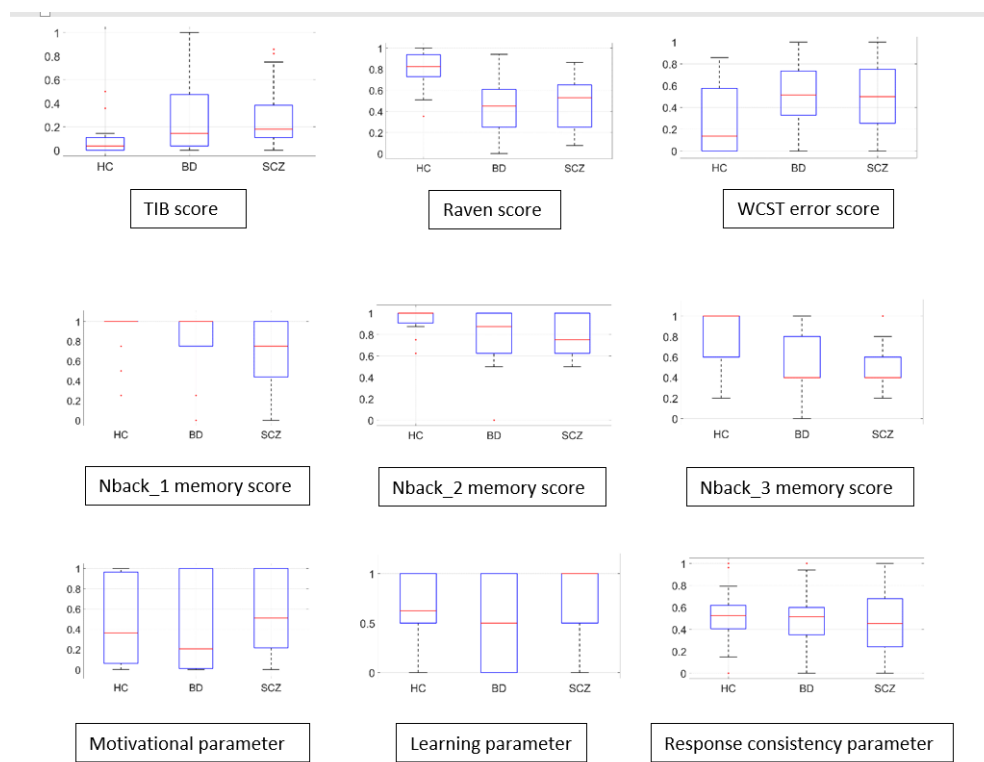 1
0.8
0.6
0.4
0.2
0
HC BD SCZ
TIB score
1
0.8
0.6
0.4
0.2
0
HC BD SCZ
Raven score
1
0.8
0.6
0.4
0.2
0
HC BD SCZ
WCST error score
1
0.8
0.6
0.4
0.2
0
HC BD SCZ
Nback_1 memory score
1
0.8
0.6
0.4
0.2
0
HC BD SCZ
Nback_2 memory score
1
0.8
0.6
0.4
0.2
0
HC BD SCZ
Nback_3 memory score
1
0.8
0.6
0.4
0.2
0
HC BD SCZ
Motivational parameter
1
0.5
0
HC BD SCZ
Learning parameter
1
0.8
0.6
0.4
0.2
0
HC BD SCZ
Response consistency parameter